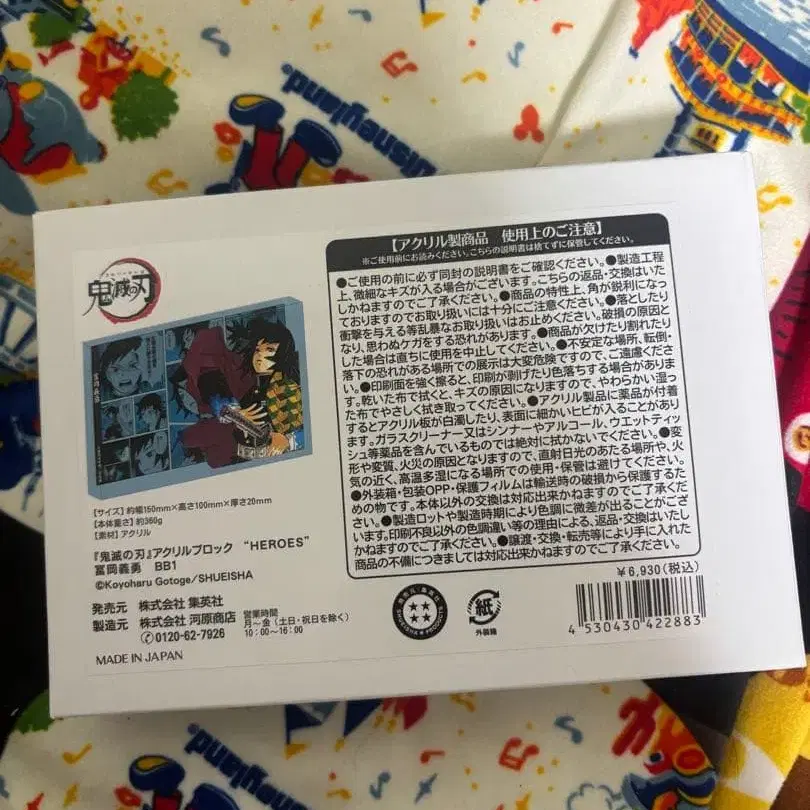 Disneyland®
鬼滅の刃
冨岡義勇
【サイズ】約幅150mm×高さ100mm×厚さ20mm
【本体重さ】約360g
【素材】アクリル
『鬼滅の刃』アクリルブロック “HEROES”
冨岡義勇 BB1
©Koyoharu Gotoge/SHUEISHA
発売元 株式会社 集英社
製造元 株式会社 河原商店
0120-62-7926
営業時間
月〜金(土日・祝日を除く)
10:00〜16:00
MADE IN JAPAN
【アクリル製商品 使用上のご注意】
※ご使用前にお読みください。こちらの説明書は捨てずに保管してください。
●ご使用の前に必ず同封の説明書をご確認ください。●製造工程
上、微細なキズが入る場合がございます。こちらの返品・交換はいた
しかねますのでご了承ください。●商品の特性上、角が鋭利になっ
ておりますのでお取り扱いには十分にご注意ください。●落としたり
衝撃を与える等乱暴なお取り扱いはお止めください。破損の原因と
なり、思わぬケガをする恐れがあります。●商品が欠けたり割れたり
した場合は直ちに使用を中止してください。●不安定な場所、転倒・
落下の恐れがある場所での展示は大変危険ですので、ご遠慮くださ
い。●印刷面を強く擦ると、印刷が剥げたり色落ちする場合がありま
す。乾いた布で拭くと、キズの原因になりますので、やわらかい湿っ
た布でやさしく拭き取ってください。●アクリル製品に薬品が付着
するとアクリル板が白濁したり、表面に細かいヒビが入ることがあり
ます。ガラスクリーナー又はシンナーやアルコール、ウエットティッ
シュ等薬品を含んでいるものでは絶対に拭かないでください。●変
形や変質、火災の原因となりますので、直射日光のあたる場所や、火
気の近く、高温多湿になる場所での使用・保管は避けてください。
●外装箱・包装OPP・保護フィルムは輸送時の破損から保護するた
めの物です。本体以外の交換は対応出来かねますのでご了承くださ
い。●製造ロットや製造時期により色調に微差が出ることがござ
います。印刷不良以外の色調違い等の理由による、返品・交換はいたし
かねますのでご了承ください。●譲渡・交換・転売等により手に入れた
商品の不備につきましては対応出来かねますのでご了承ください。
¥6,930(税込)
SHUEISHA PRODUCTS
紙
外装箱
4 530430 422883
Disneyland®